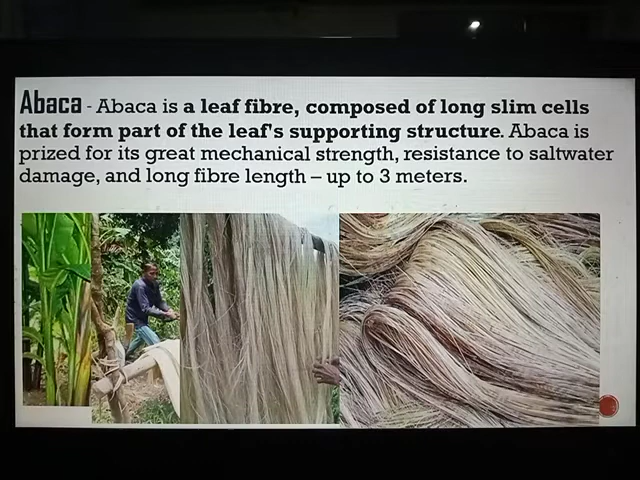 Abaca - Abaca is a leaf fibre, composed of long slim cells
that form part of the leaf's supporting structure. Abaca is
prized for its great mechanical strength, resistance to saltwater
damage, and long fibre length – up to 3 meters.